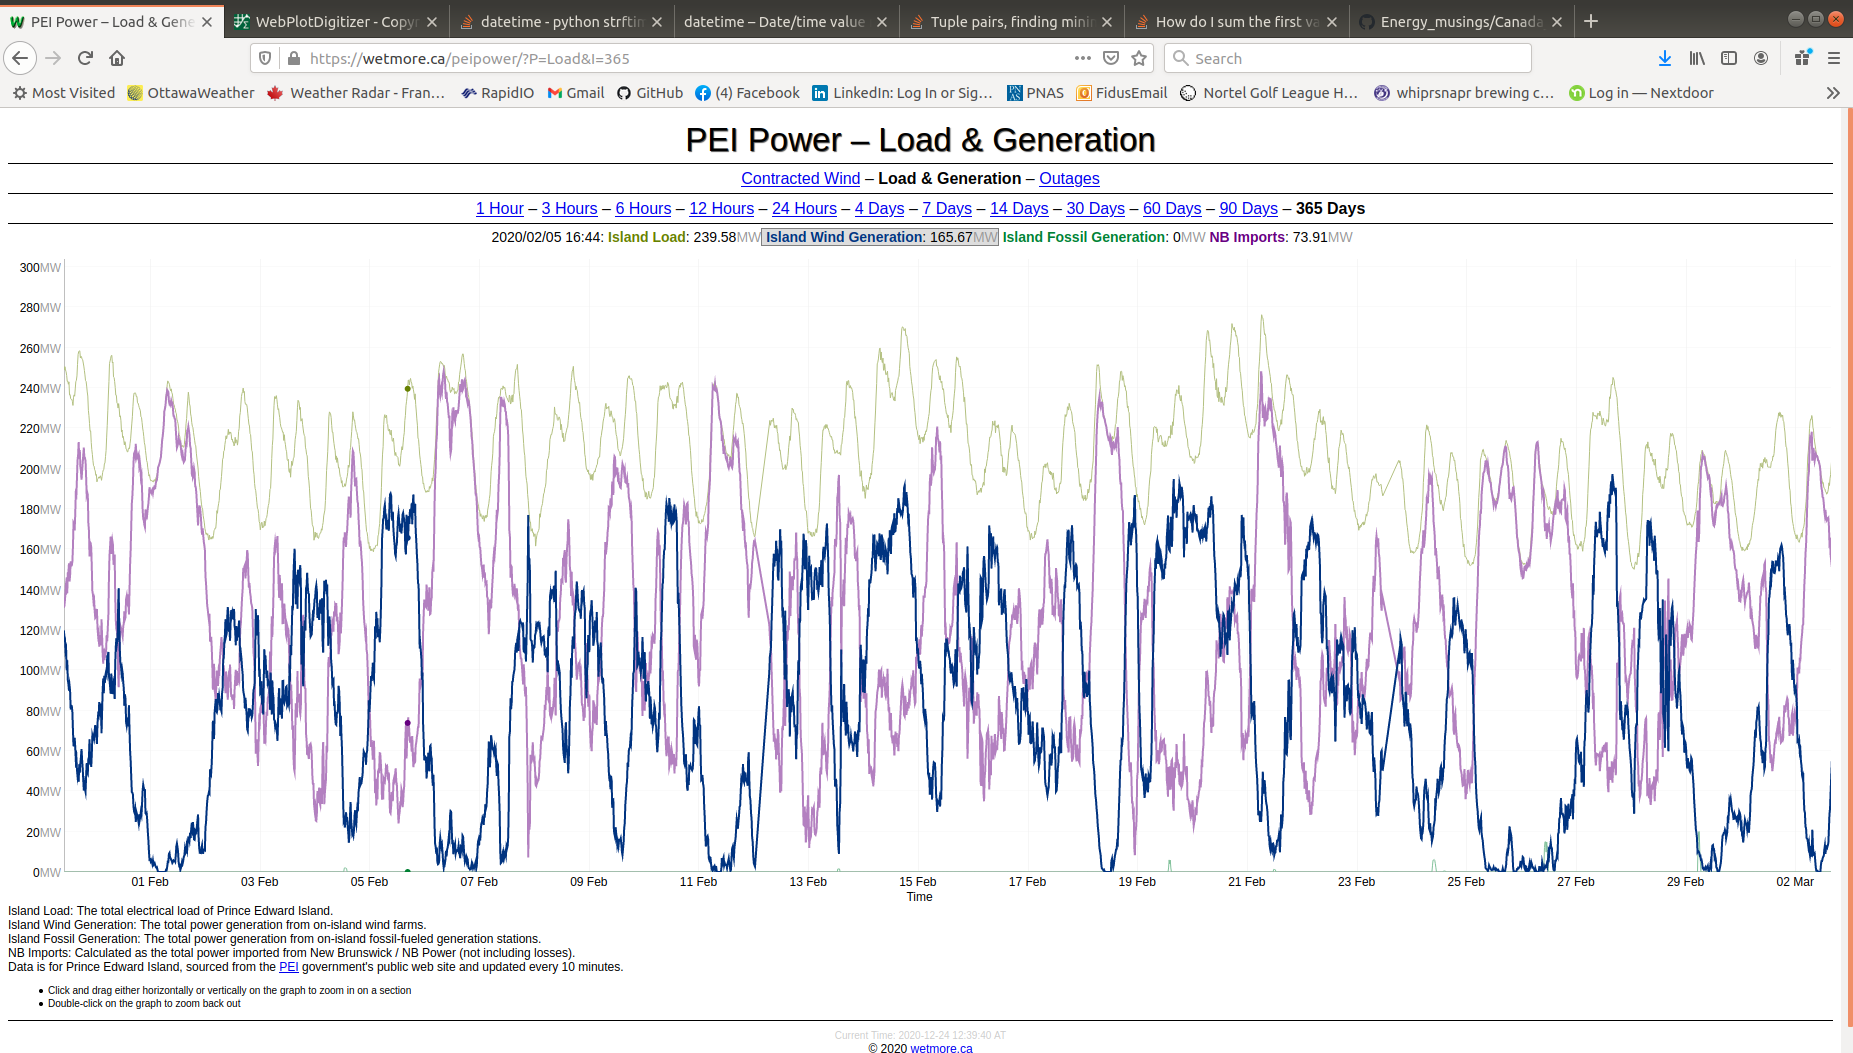 PEI Power – Load & Gene
WebPlotDigitizer - Copyr
datetime - python strftin
datetime – Date/time value
Tuple pairs, finding minir
How do I sum the first va
Energy_musings/Canada
https://wetmore.ca/peipower/?P=Load&I=365
Search
Most Visited
OttawaWeather
Weather Radar - Fran…
RapidIO
Gmail
GitHub
(4) Facebook
LinkedIn: Log In or Sig…
PNAS
FidusEmail
Nortel Golf League H…
whiprsnapr brewing c…
Log in — Nextdoor
PEI Power – Load & Generation
Contracted Wind – Load & Generation – Outages
1 Hour – 3 Hours – 6 Hours – 12 Hours – 24 Hours – 4 Days – 7 Days – 14 Days – 30 Days – 60 Days – 90 Days – 365 Days
2020/02/05 16:44: Island Load: 239.58MW Island Wind Generation: 165.67MW Island Fossil Generation: 0MW NB Imports: 73.91MW
300MW
280MW
260MW
240MW
220MW
200MW
180MW
160MW
140MW
120MW
100MW
80MW
60MW
40MW
20MW
0MW
01 Feb
03 Feb
05 Feb
07 Feb
09 Feb
11 Feb
13 Feb
15 Feb
17 Feb
19 Feb
21 Feb
23 Feb
25 Feb
27 Feb
29 Feb
02 Mar
Time
Island Load: The total electrical load of Prince Edward Island.
Island Wind Generation: The total power generation from on-island wind farms.
Island Fossil Generation: The total power generation from on-island fossil-fueled generation stations.
NB Imports: Calculated as the total power imported from New Brunswick / NB Power (not including losses).
Data is for Prince Edward Island, sourced from the PEI government's public web site and updated every 10 minutes.
Click and drag either horizontally or vertically on the graph to zoom in on a section
Double-click on the graph to zoom back out
Current Time: 2020-12-24 12:39:40 AT
© 2020 wetmore.ca